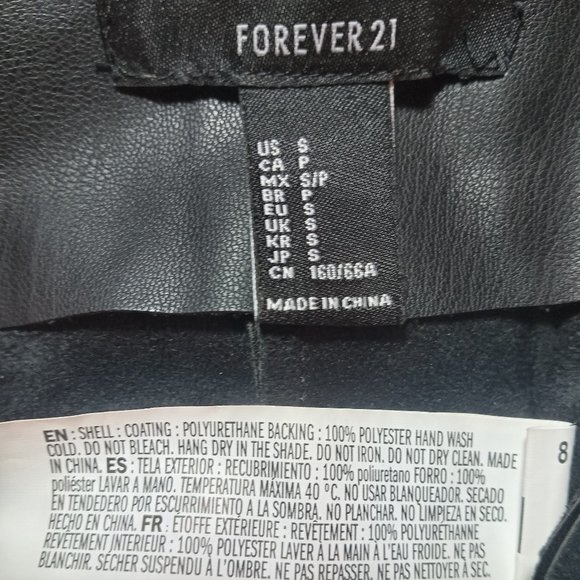 FOREVER 21
US S
CA P
MX S/P
BR P
EU S
UK S
KR S
JP S
CN 160/66A
MADE IN CHINA
EN : SHELL : COATING : POLYURETHANE BACKING : 100% POLYESTER HAND WASH
COLD. DO NOT BLEACH. HANG DRY IN THE SHADE. DO NOT IRON. DO NOT DRY CLEAN. MADE
IN CHINA. ES : TELA EXTERIOR : RECUBRIMIENTO : 100% poliuretano FORRO : 100%
poliéster LAVAR A MANO. TEMPERATURA MÁXIMA 40 °C. NO USAR BLANQUEADOR. SECADO
EN TENDEDERO POR ESCURRIMIENTO A LA SOMBRA. NO PLANCHAR. NO LIMPIEZA EN SECO.
HECHO EN CHINA. FR : ÉTOFFE EXTÉRIEURE : REVÊTEMENT : 100% POLYURÉTHANNE
REVÊTEMENT INTERIEUR : 100% POLYESTER LAVER À LA MAIN À L'EAU FROIDE. NE PAS
BLANCHIR. SÉCHER SUSPENDU À L'OMBRE. NE PAS REPASSER. NE PAS NETTOYER À SEC.
8